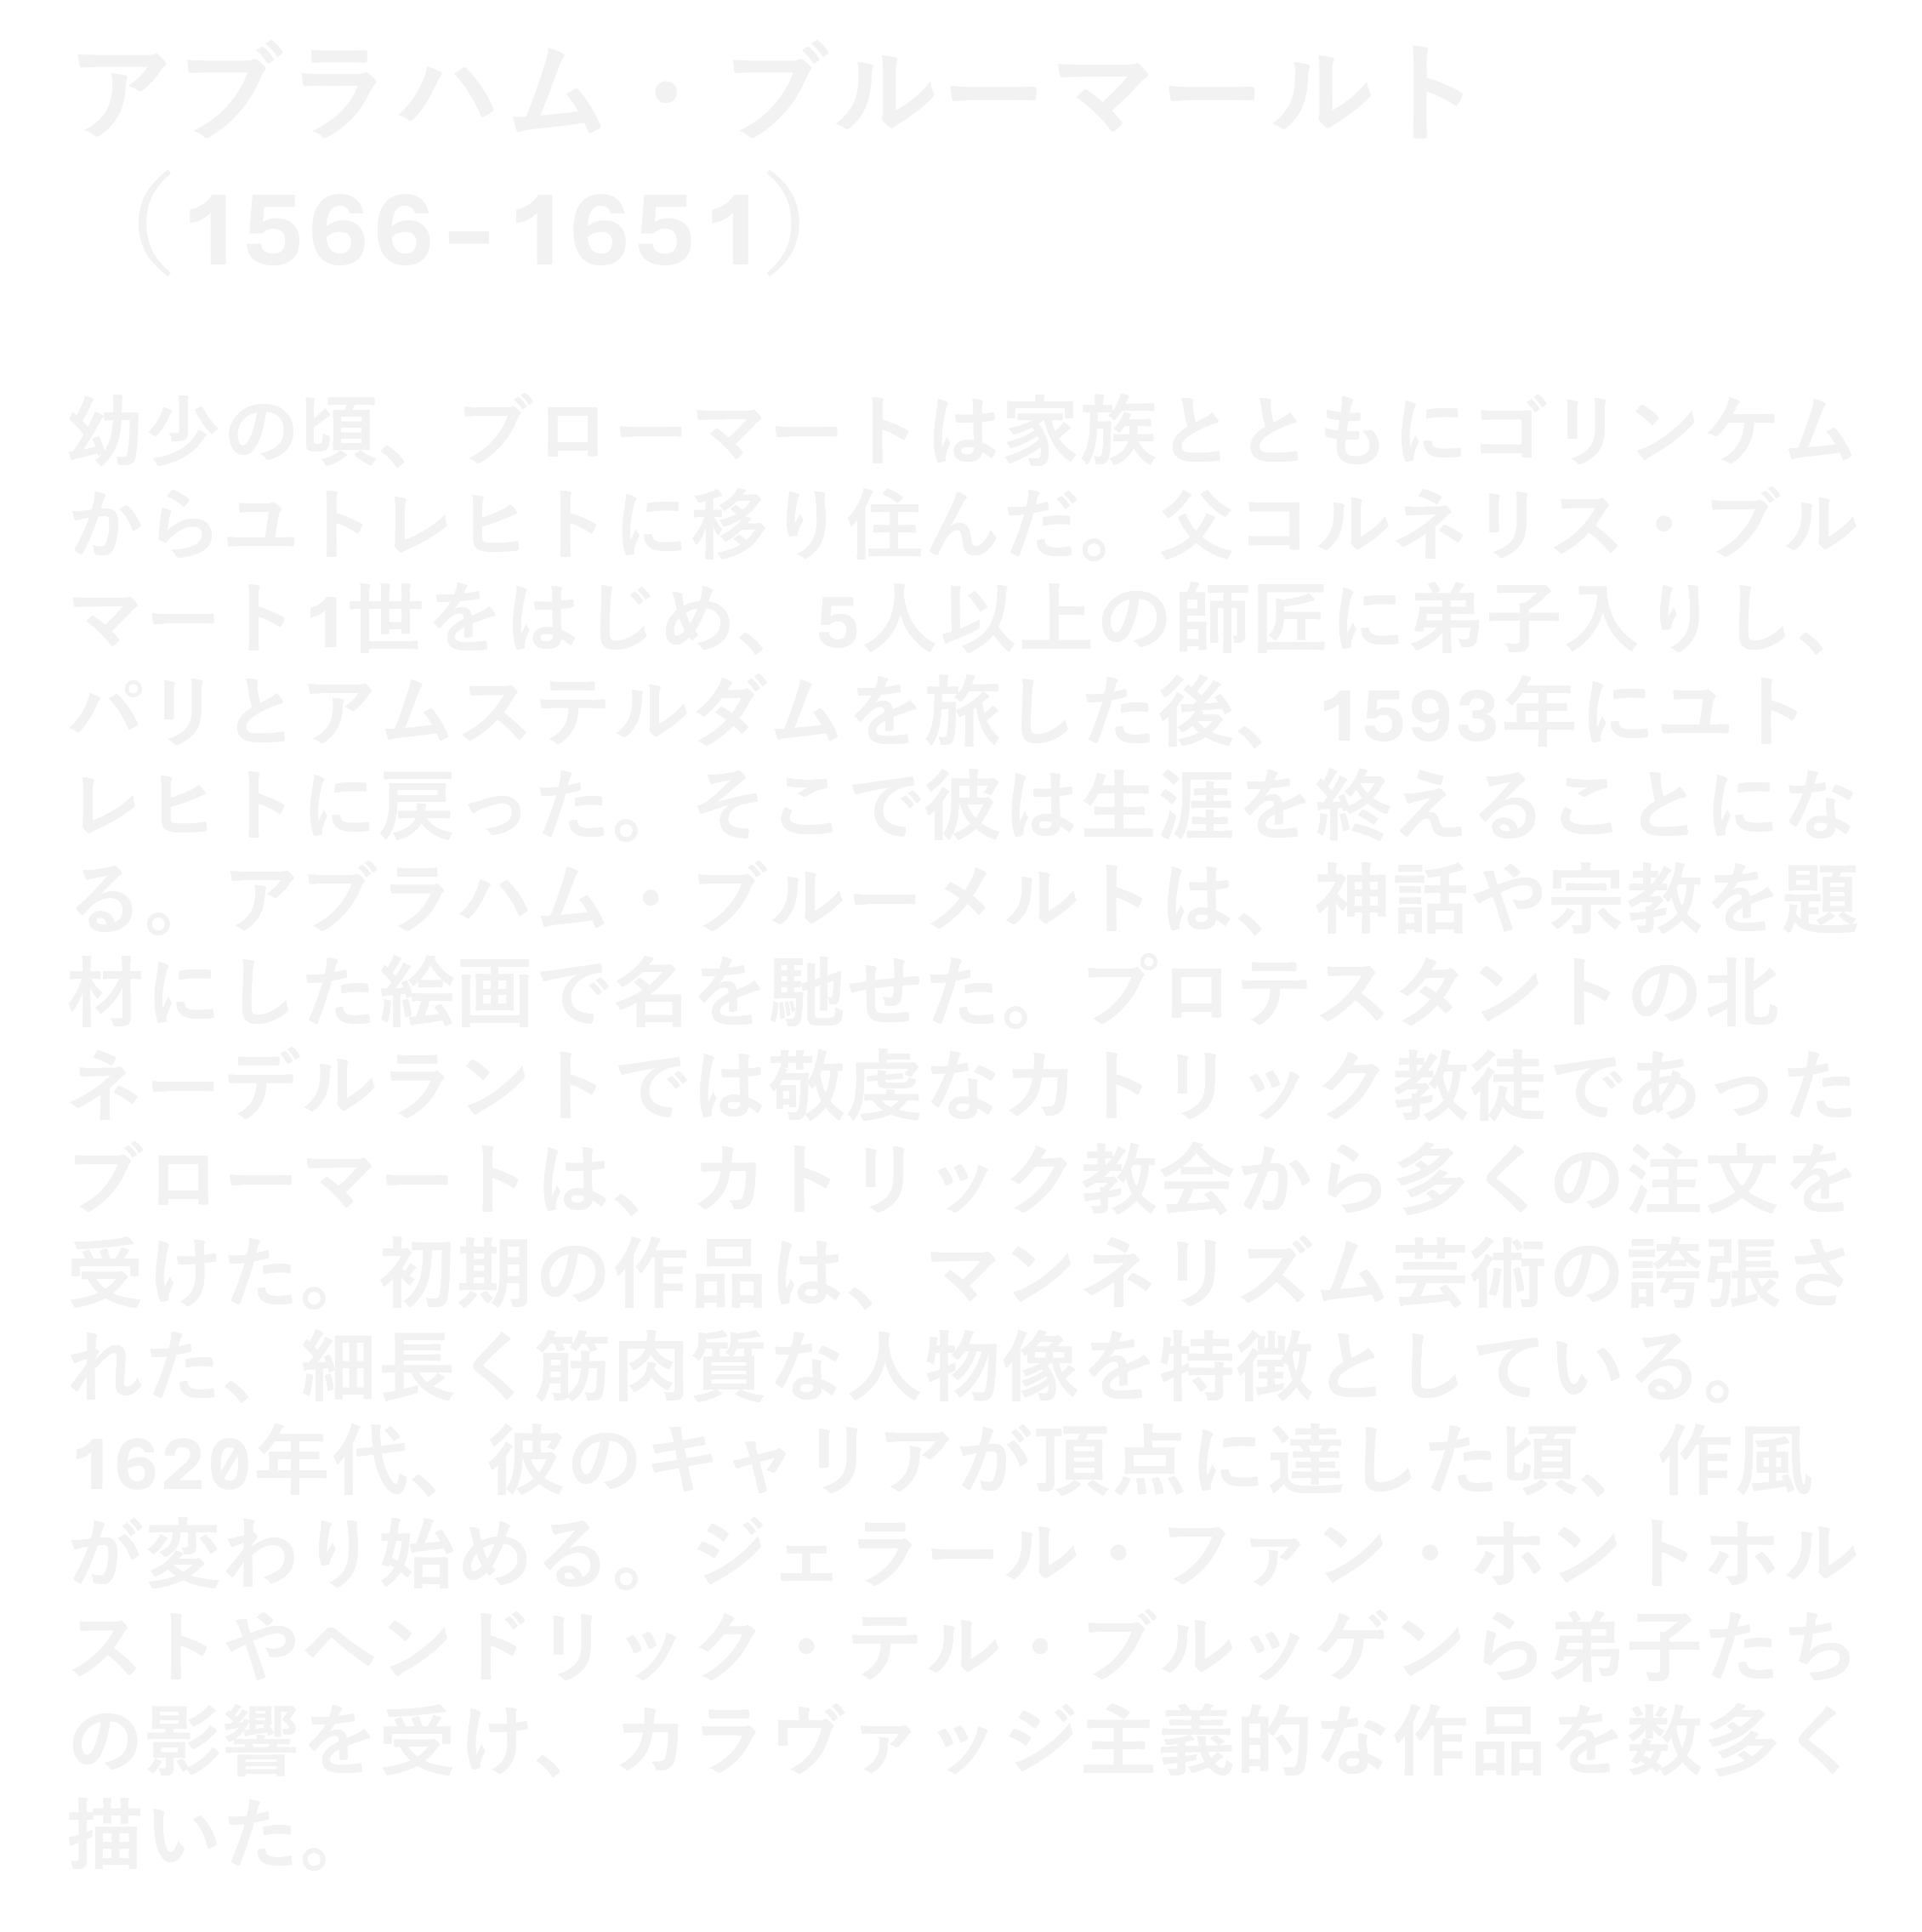 アブラハム・ブルーマールト
（1566-1651）
幼少の頃、ブローマートは家族とともにゴリンケム
からユトレヒトに移り住んだ。父コルネリス・ブル
マート1世をはじめ、5人以上の師匠に弟子入りし、
パリとアムステルダムを旅した後、1593年にユト
レヒトに戻った。そこで彼は生涯を終えることにな
る。アブラハム・ブルーメルトは、神話や宗教を題
材にした絵画で名を馳せた。プロテスタントの北
ネーデルラントでは敬虔なカトリック教徒であった
ブローマートは、カトリック教会から多くの注文を
受けた。初期の作品は、マンネリズム芸術の誇張さ
れた、細長く筋肉質な人物像を特徴としている。
1620年代、彼のキャリアが頂点に達した頃、作風
が変わり始める。ジェラール・ファン・ホントホル
ストやヘンドリック・テル・ブルッゲンら弟子たち
の影響を受け、カラヴァッジ主義的な作品を数多く
描いた。